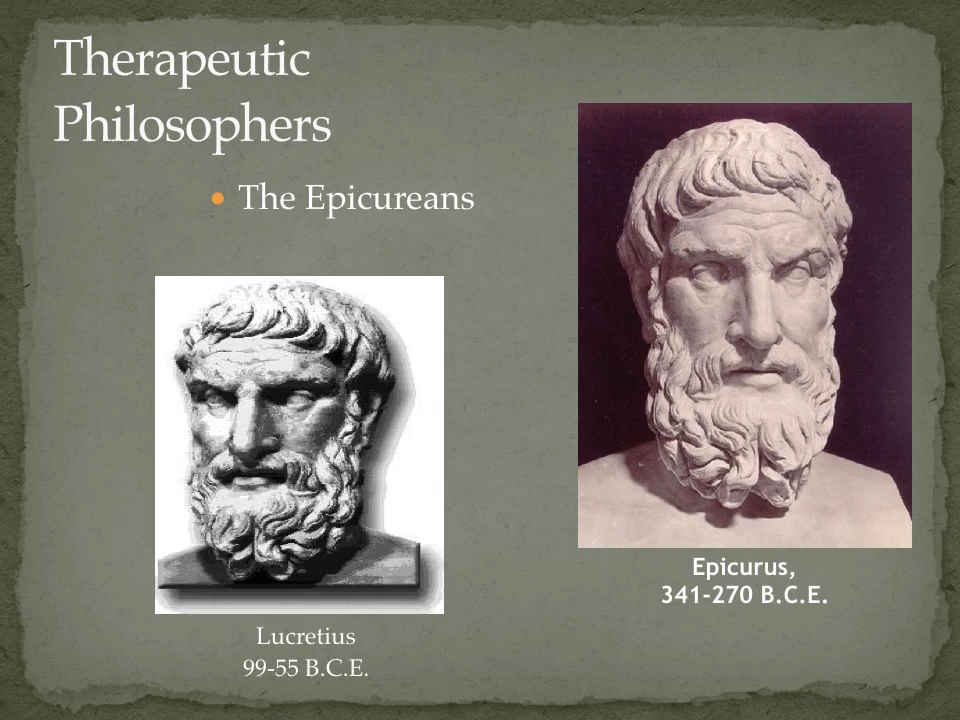 Therapeutic
Philosophers
• The Epicureans
Epicurus,
341-270 B.C.E.
Lucretius
99-55 B.C.E.